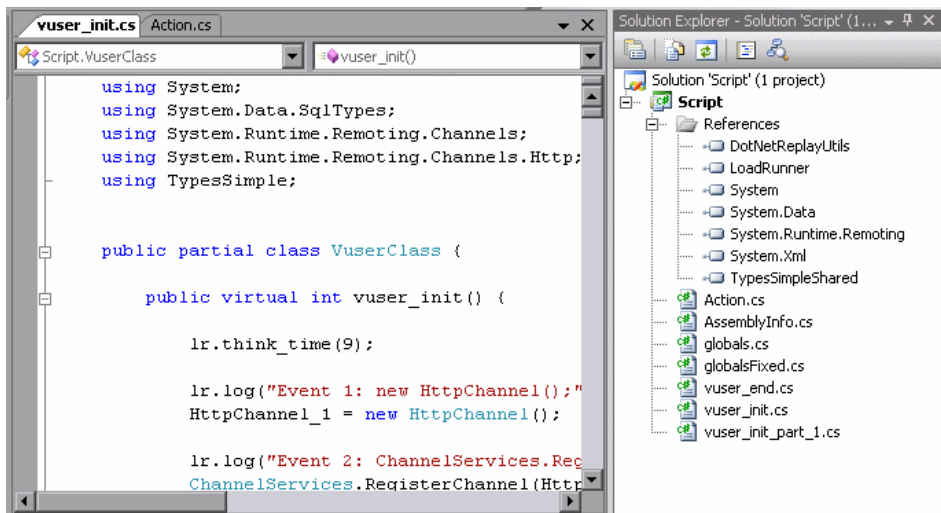 vuser_init.cs Action.cs
Script.VuserClass vuser_init()
using System;
using System.Data.SqlTypes;
using System.Runtime.Remoting.Channels;
using System.Runtime.Remoting.Channels.Http;
using TypesSimple;
public partial class VuserClass {
public virtual int vuser_init() {
lr.think_time(9);
lr.log("Event 1: new HttpChannel();"
HttpChannel_1 = new HttpChannel();
lr.log("Event 2: ChannelServices.Reg
ChannelServices.RegisterChannel(Http
Solution Explorer - Solution 'Script' (1...
Solution 'Script' (1 project)
Script
References
DotNetReplayUtils
LoadRunner
System
System.Data
System.Runtime.Remoting
System.Xml
TypesSimpleShared
Action.cs
AssemblyInfo.cs
globals.cs
globalsFixed.cs
vuser_end.cs
vuser_init.cs
vuser_init_part_1.cs